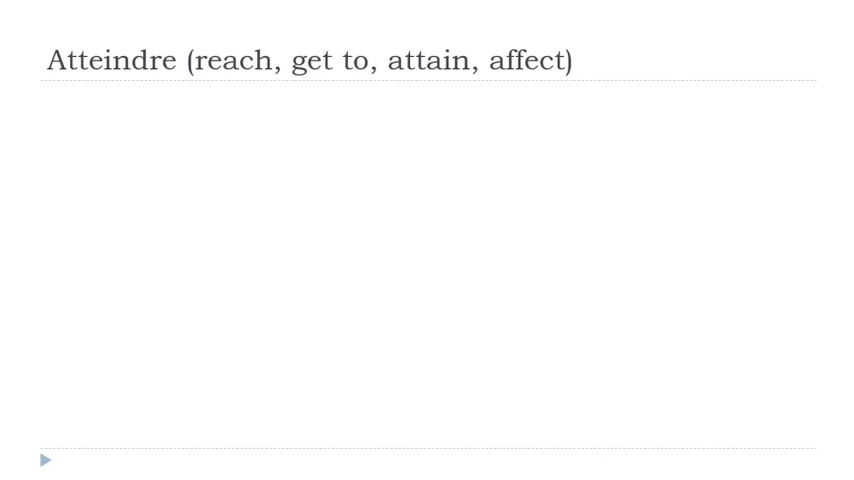 Atteindre (reach, get to, attain, affect)